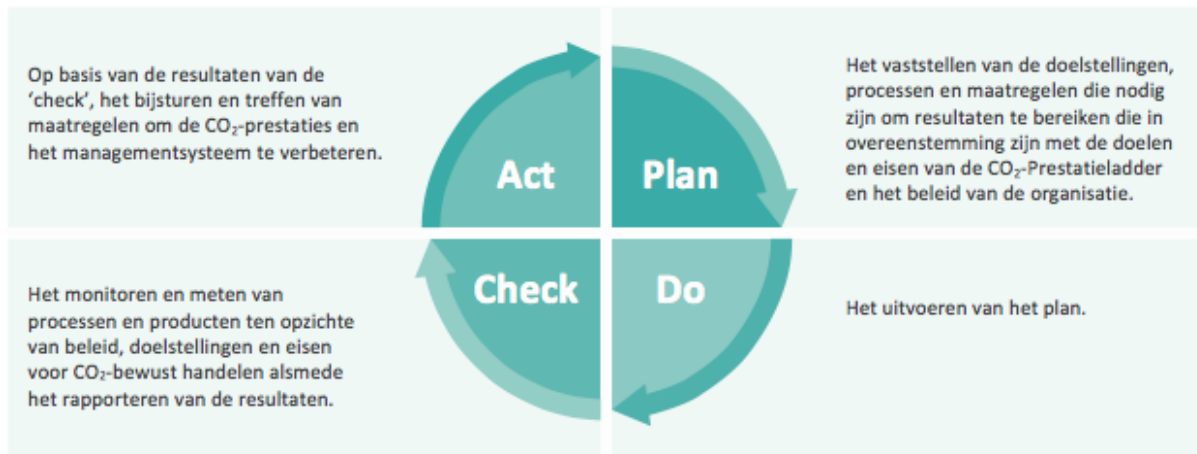 Op basis van de resultaten van de
‘check’, het bijsturen en treffen van
maatregelen om de CO₂-prestaties en
het managementsysteem te verbeteren.
Act
Plan
Het vaststellen van de doelstellingen,
processen en maatregelen die nodig
zijn om resultaten te bereiken die in
overeenstemming zijn met de doelen
en eisen van de CO₂-Prestatieladder
en het beleid van de organisatie.
Het monitoren en meten van
processen en producten ten opzichte
van beleid, doelstellingen en eisen
voor CO₂-bewust handelen alsmede
het rapporteren van de resultaten.
Check
Do
Het uitvoeren van het plan.